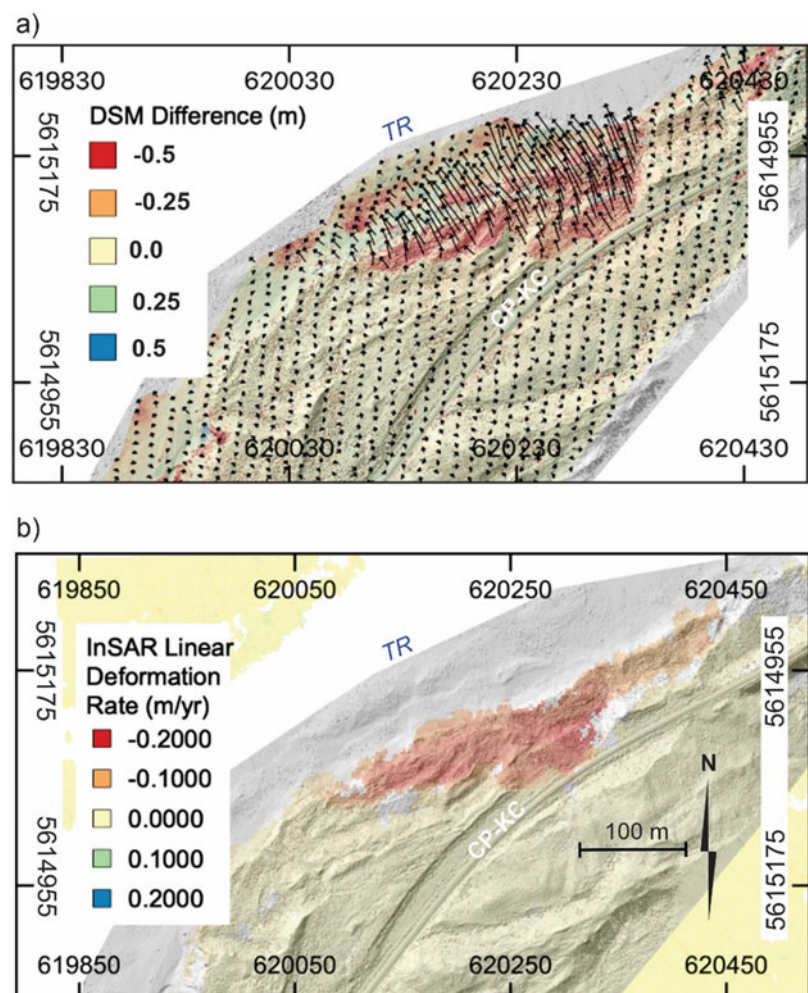 a)
619830 620030 620230 620430
DSM Difference (m)
-0.5
-0.25
0.0
0.25
0.5
TR
CP-KC
5615175
5614955
5614955
5615175
619830 620030 620230 620430
b)
619850 620050 620250 620450
InSAR Linear
Deformation
Rate (m/yr)
-0.2000
-0.1000
0.0000
0.1000
0.2000
TR
CP-KC
N
100 m
5615175
5614955
5614955
5615175
619850 620050 620250 620450